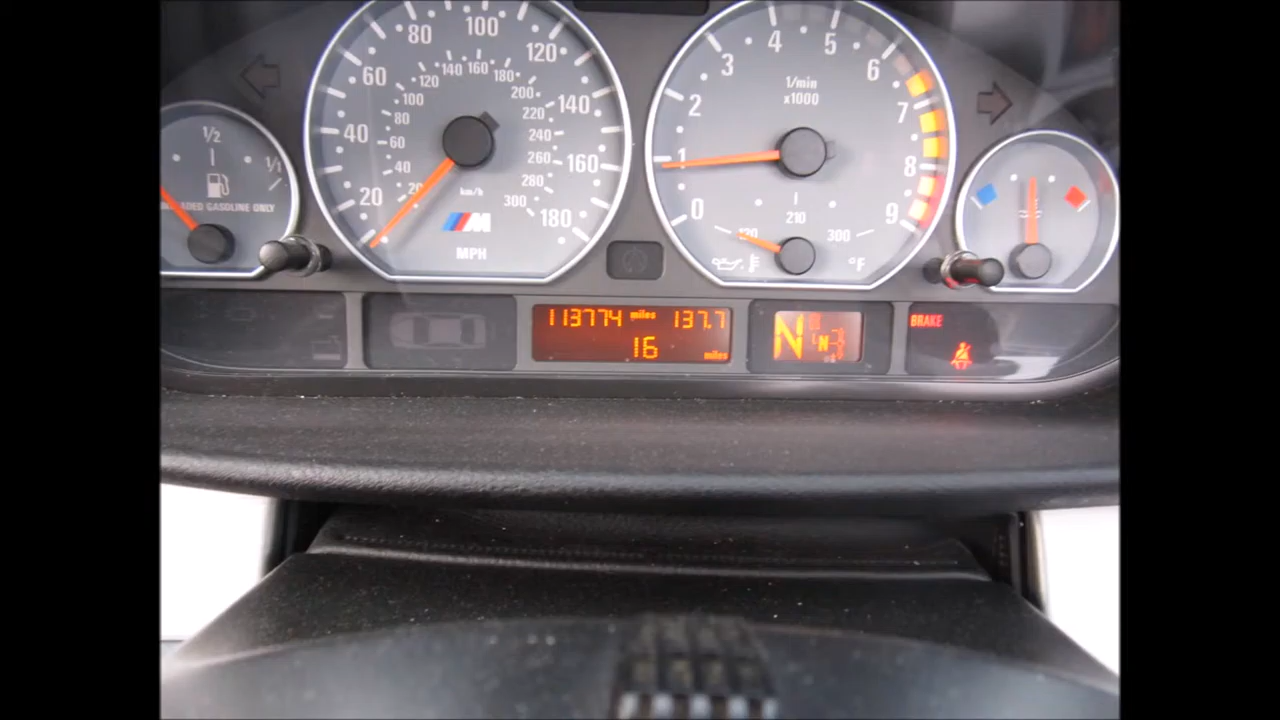 1/2
1/1
UNLEADED GASOLINE ONLY
20 40 60 80 100 120 140 160 180
20 40 60 80 100 120 140 160 180 200 220 240 260 280 300
km/h
M
MPH
0 1 2 3 4 5 6 7 8 9
1/min
x1000
120 210 300
°F
113774 miles 137.7
16 miles
N
BRAKE